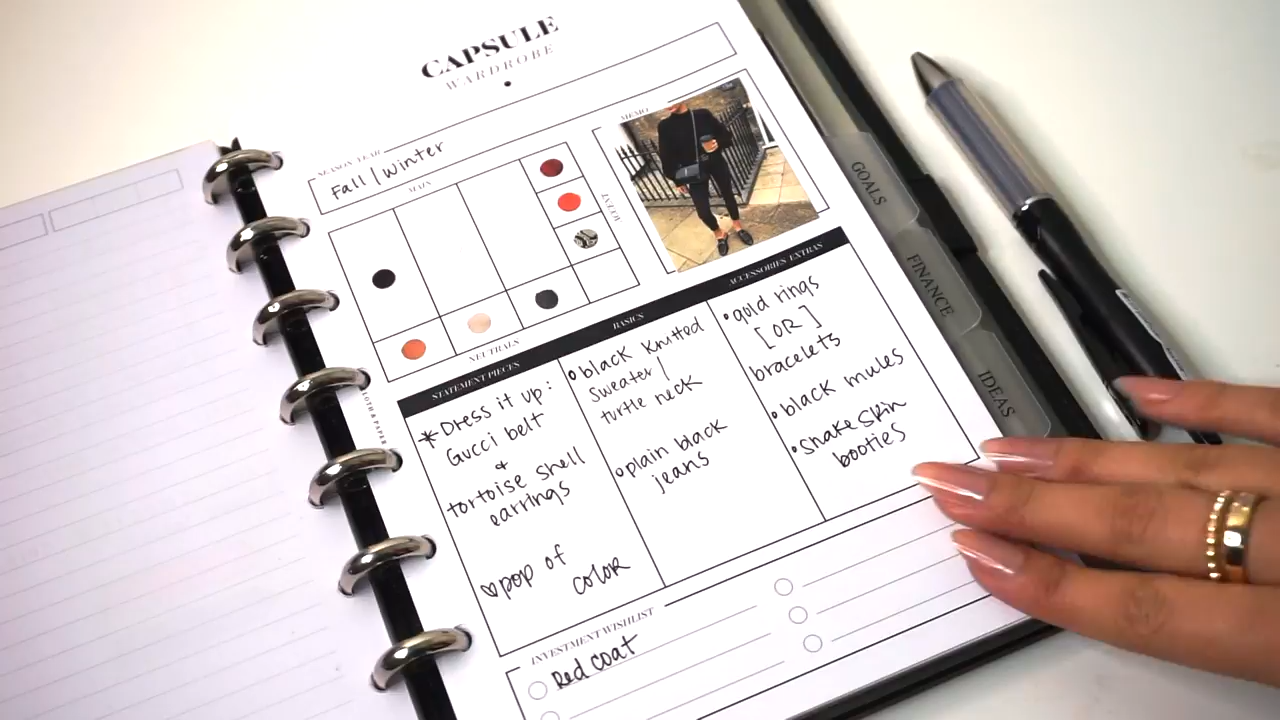 CAPSULE
WARDROBE
SEASON/YEAR
Fall/Winter
MAIN
ACCENT
NEUTRALS
MEMO
STATEMENT PIECES
*Dress it up:
Gucci belt
+
tortoise shell
earrings
♡pop of
color
BASICS
black knitted
sweater/
turtle neck
plain black
jeans
ACCESSORIES/EXTRAS
•gold rings
[OR]
bracelets
•black mules
•snake skin
booties
INVESTMENT WISHLIST
Red coat
GOALS
FINANCE
IDEAS
CLOTH & PAPER